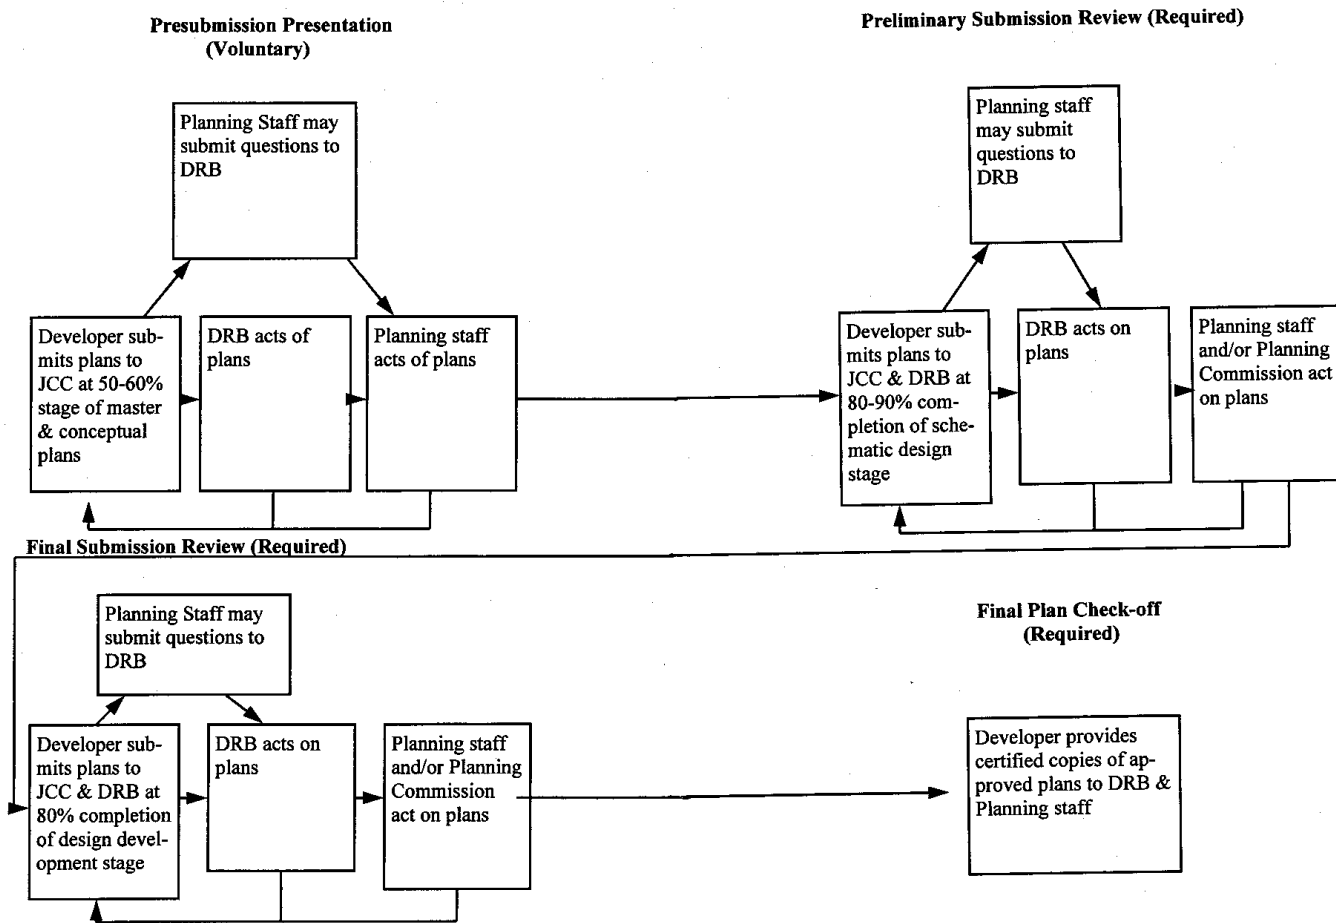 Presubmission Presentation
(Voluntary)
Planning Staff may
submit questions to
DRB
Developer sub-
mits plans to
JCC at 50-60%
stage of master
& conceptual
plans
DRB acts of
plans
Planning staff
acts of plans
Preliminary Submission Review (Required)
Planning staff
may submit
questions to
DRB
Developer sub-
mits plans to
JCC & DRB at
80-90% com-
pletion of sche-
matic design
stage
DRB acts on
plans
Planning staff
and/or Planning
Commission act
on plans
Final Submission Review (Required)
Planning Staff may
submit questions to
DRB
Developer sub-
mits plans to
JCC & DRB at
80% completion
of design devel-
opment stage
DRB acts on
plans
Planning staff
and/or Planning
Commission
act on plans
Final Plan Check-off
(Required)
Developer provides
certified copies of ap-
proved plans to DRB &
Planning staff